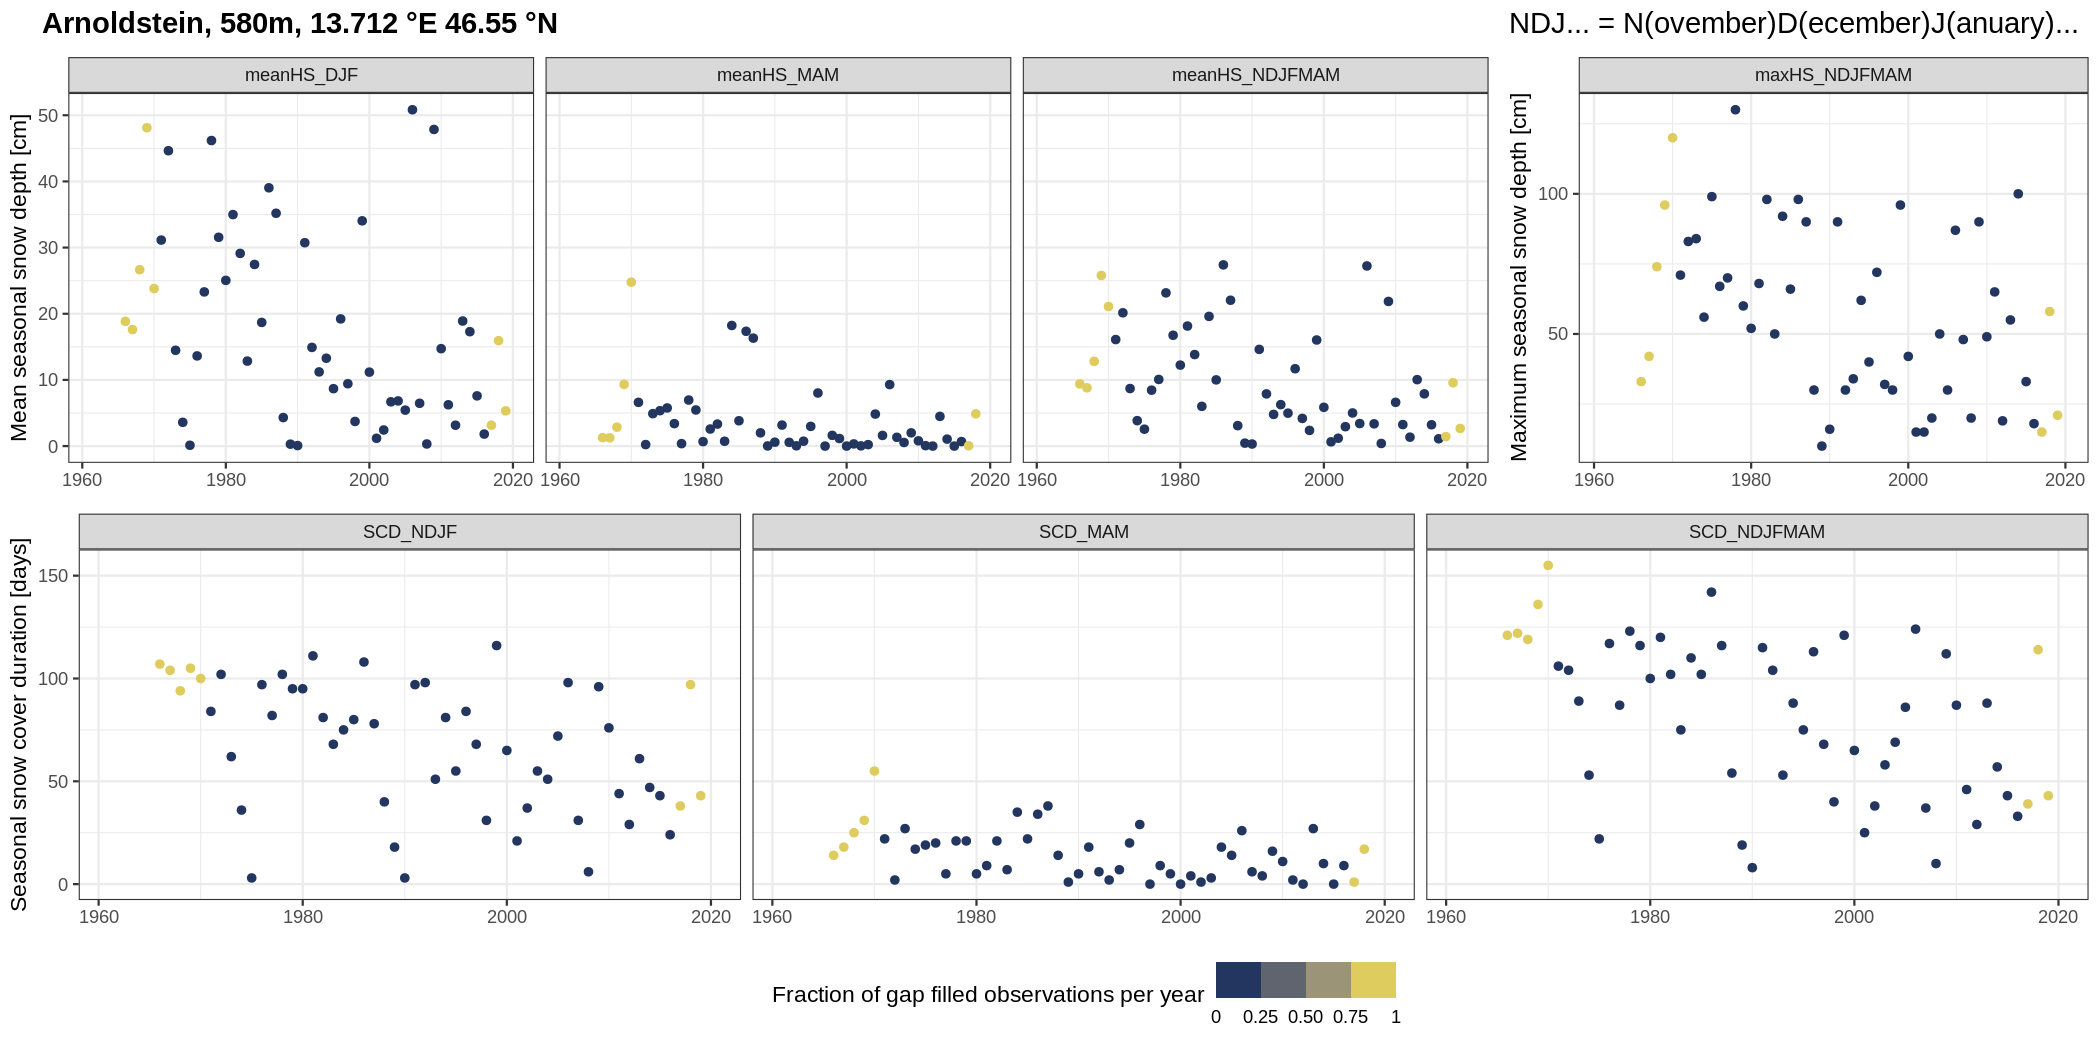 Arnoldstein, 580m, 13.712 °E 46.55 °N
NDJ... = N(ovember)D(ecember)J(anuary)...
meanHS_DJF
meanHS_MAM
meanHS_NDJFMAM
maxHS_NDJFMAM
Mean seasonal snow depth [cm]
50
40
30
20
10
0
1960 1980 2000 2020
1960 1980 2000 2020
1960 1980 2000 2020
Maximum seasonal snow depth [cm]
100
50
1960 1980 2000 2020
SCD_NDJF
SCD_MAM
SCD_NDJFMAM
Seasonal snow cover duration [days]
150
100
50
0
1960 1980 2000 2020
1960 1980 2000 2020
1960 1980 2000 2020
Fraction of gap filled observations per year
0 0.25 0.50 0.75 1